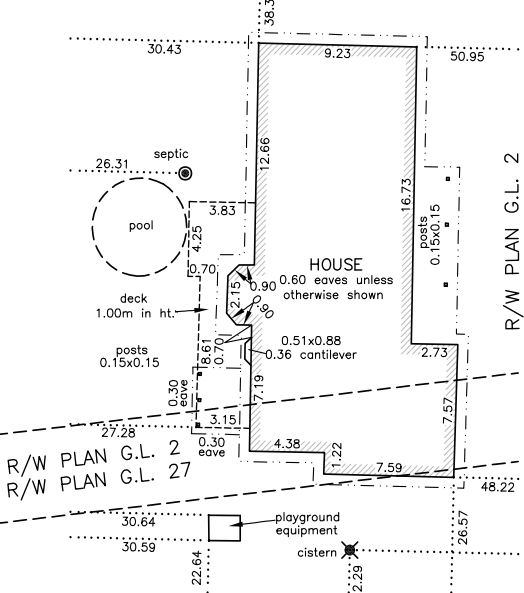 38.3
30.43
9.23
50.95
septic
26.31
12.66
R/W PLAN G.L. 2
3.83
16.73
posts
0.15x0.15
pool
4.25
0.70
HOUSE
0.60 eaves unless
otherwise shown
0.90
2.15
0.90
deck
1.00m in ht.
0.51x0.88
0.36 cantilever
posts
0.15x0.15
8.61
0.70
2.73
0.30
eave
7.19
7.57
3.15
27.28
0.30
eave
4.38
1.22
7.59
R/W PLAN G.L. 2
R/W PLAN G.L. 27
48.22
30.64
playground
equipment
30.59
cistern
26.57
22.64
2.29